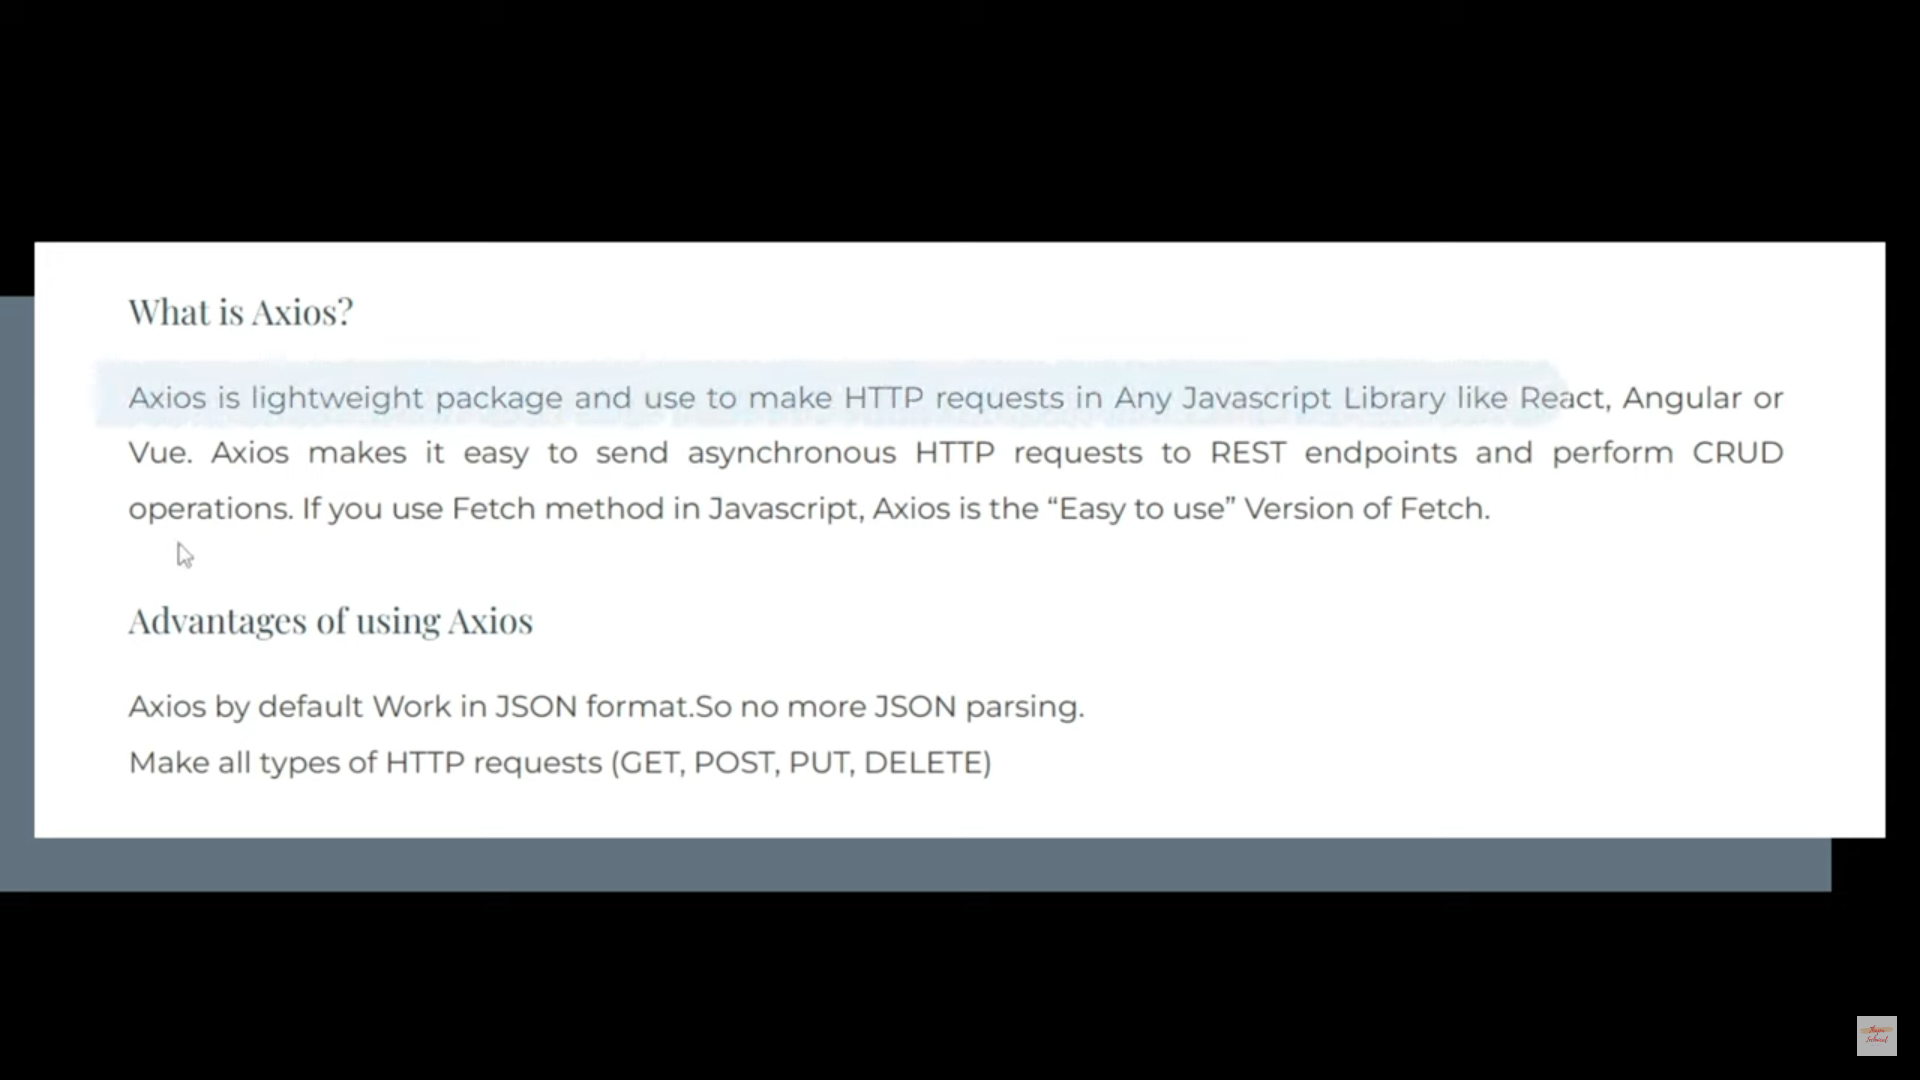 What is Axios?
Axios is lightweight package and use to make HTTP requests in Any Javascript Library like React, Angular or
Vue. Axios makes it easy to send asynchronous HTTP requests to REST endpoints and perform CRUD
operations. If you use Fetch method in Javascript, Axios is the “Easy to use” Version of Fetch.
Advantages of using Axios
Axios by default Work in JSON format.So no more JSON parsing.
Make all types of HTTP requests (GET, POST, PUT, DELETE)